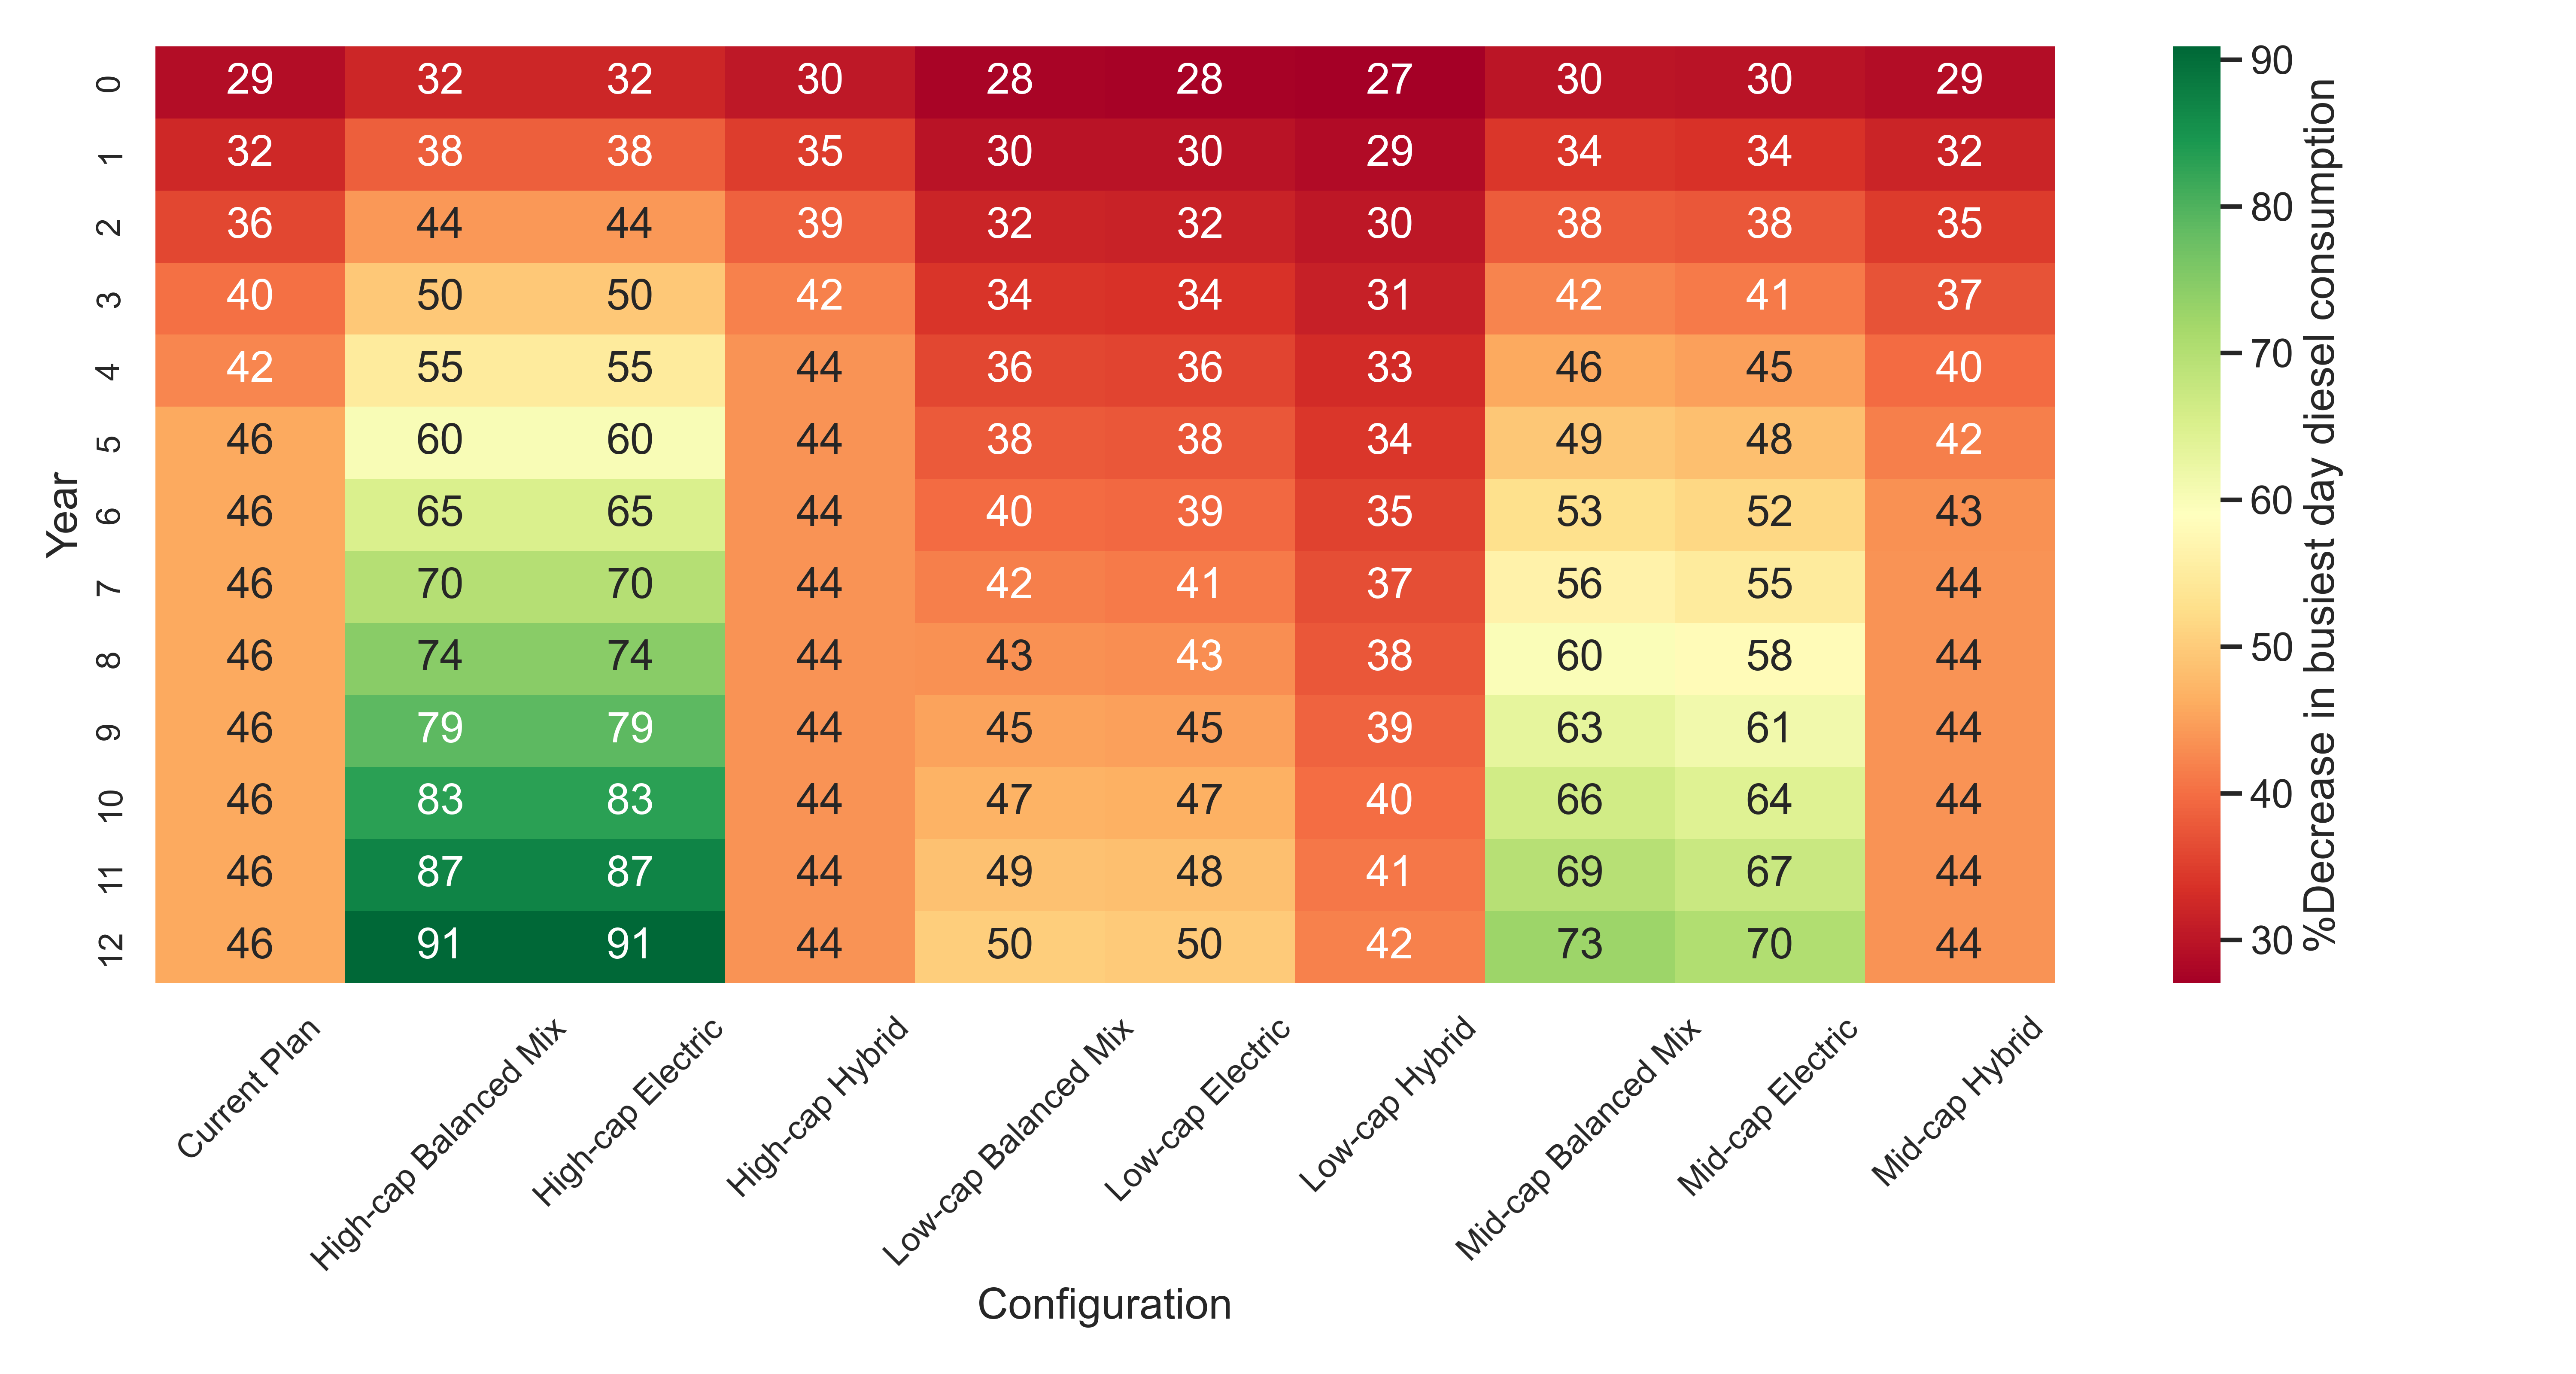 0 29 32 32 30 28 28 27 30 30 29
1 32 38 38 35 30 30 29 34 34 32
2 36 44 44 39 32 32 30 38 38 35
3 40 50 50 42 34 34 31 42 41 37
4 42 55 55 44 36 36 33 46 45 40
5 46 60 60 44 38 38 34 49 48 42
6 46 65 65 44 40 39 35 53 52 43
7 46 70 70 44 42 41 37 56 55 44
8 46 74 74 44 43 43 38 60 58 44
9 46 79 79 44 45 45 39 63 61 44
10 46 83 83 44 47 47 40 66 64 44
11 46 87 87 44 49 48 41 69 67 44
12 46 91 91 44 50 50 42 73 70 44
Year
Current Plan
High-cap Balanced Mix
High-cap Electric
High-cap Hybrid
Low-cap Balanced Mix
Low-cap Electric
Low-cap Hybrid
Mid-cap Balanced Mix
Mid-cap Electric
Mid-cap Hybrid
Configuration
90
80
70
60
50
40
30
%Decrease in busiest day diesel consumption